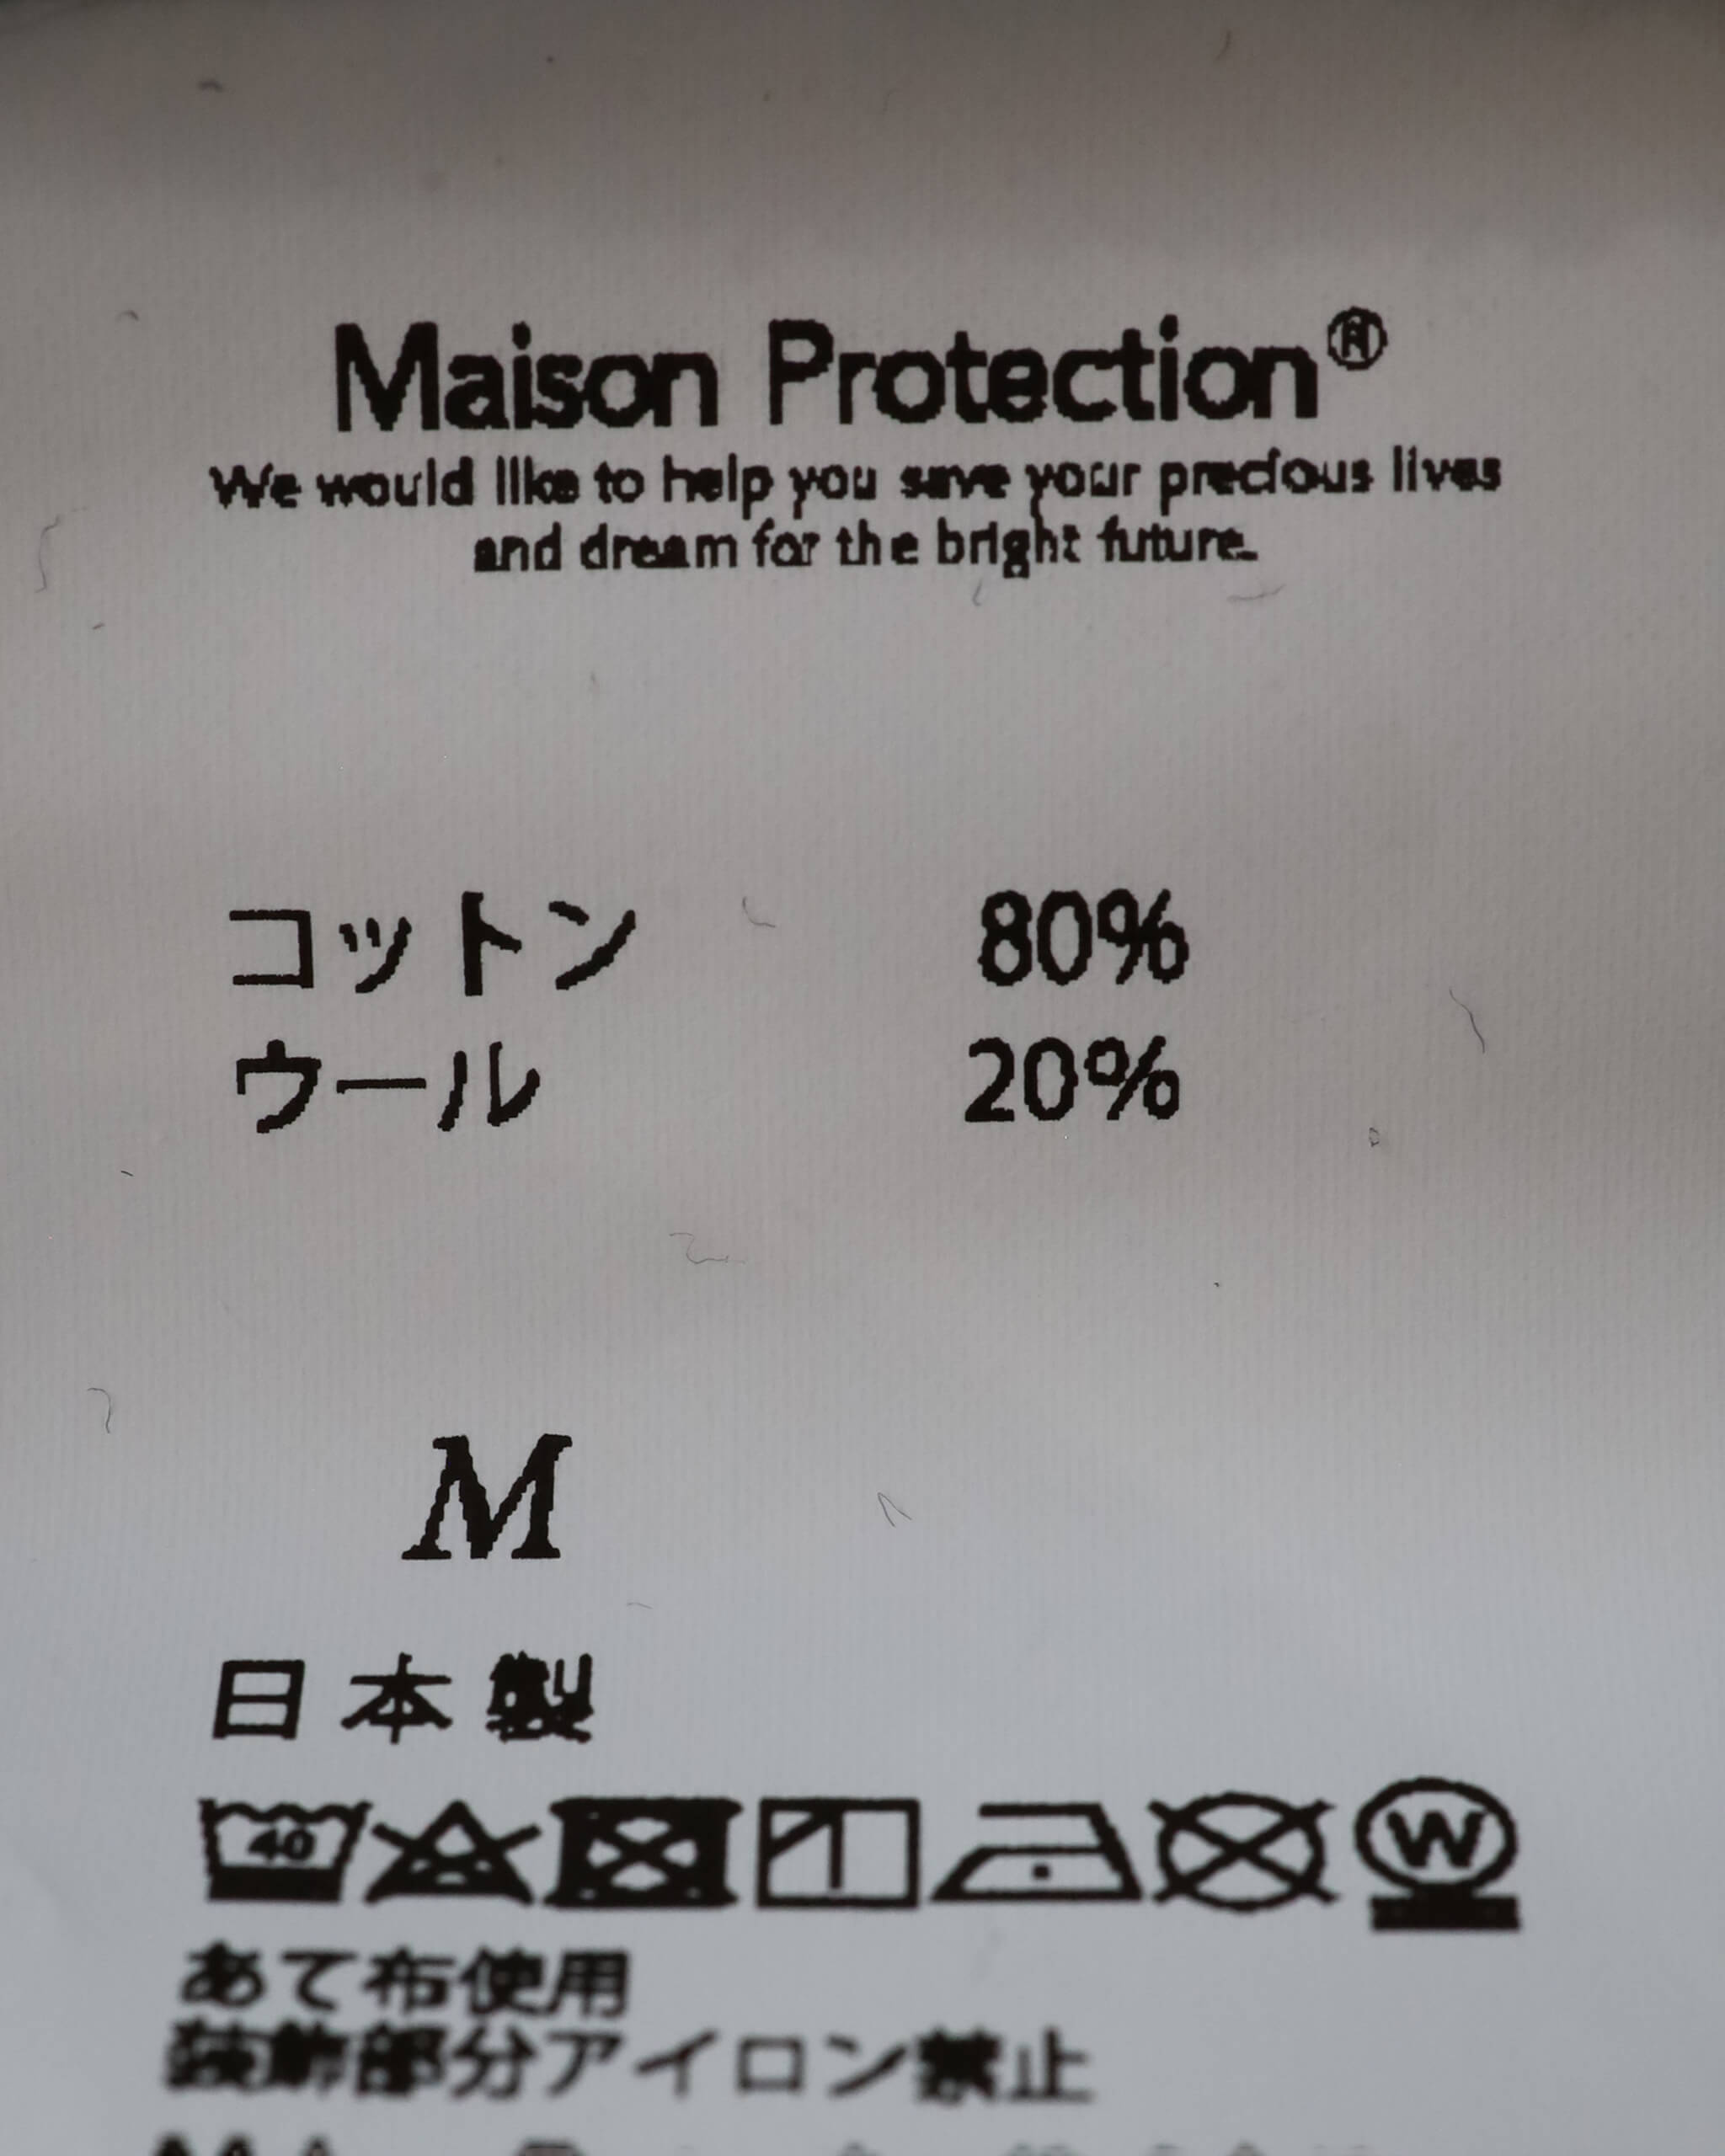 Maison Protection®
We would like to help you save your precious lives
and dream for the bright future.
コットン 80%
ウール 20%
M
日本製
40 W
あて布使用
装飾部分アイロン禁止